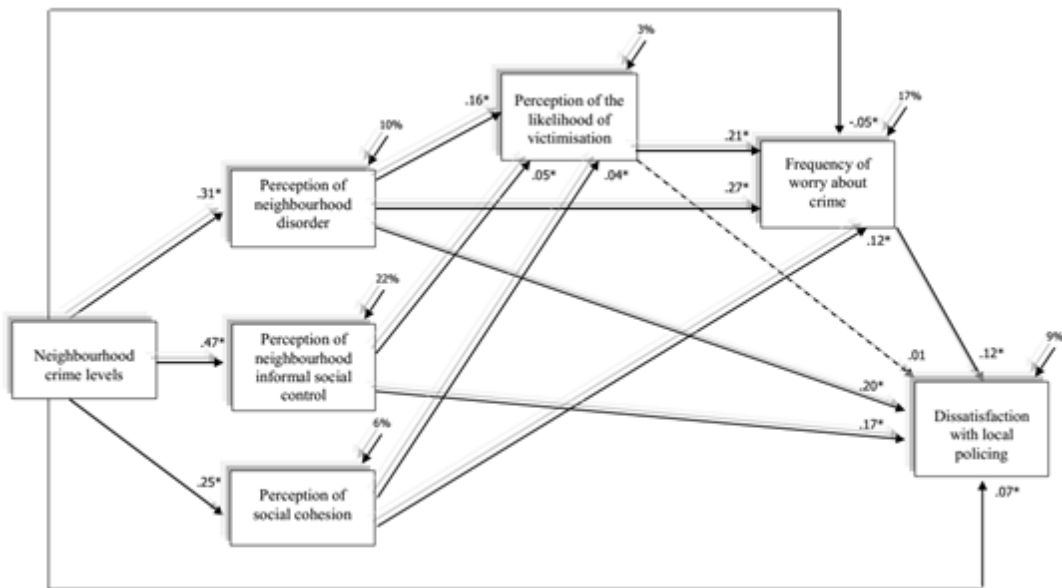 3%
.16*
Perception of the
likelihood of
victimisation
17%
-.05*
10%
.21*
Frequency of
worry about
crime
.31*
Perception of
neighbourhood
disorder
.05*
.04*
.27*
.12*
22%
Neighbourhood
crime levels
.47*
Perception of
neighbourhood
informal social
control
.01
.12*
9%
.20*
.17*
Dissatisfaction
with local
policing
6%
.25*
Perception of
social cohesion
.07*